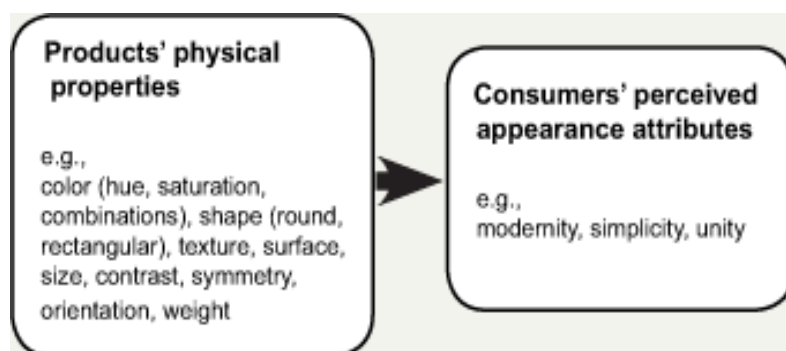 Products' physical
properties
e.g.,
color (hue, saturation,
combinations), shape (round,
rectangular), texture, surface,
size, contrast, symmetry,
orientation, weight
Consumers' perceived
appearance attributes
e.g.,
modernity, simplicity, unity